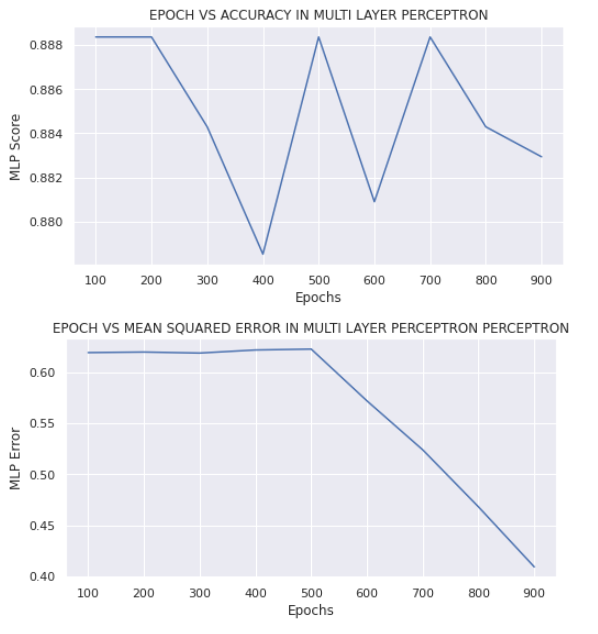 EPOCH VS ACCURACY IN MULTI LAYER PERCEPTRON
0.888
0.886
0.884
0.882
0.880
MLP Score
100 200 300 400 500 600 700 800 900
Epochs
EPOCH VS MEAN SQUARED ERROR IN MULTI LAYER PERCEPTRON PERCEPTRON
0.60
0.55
0.50
0.45
0.40
MLP Error
100 200 300 400 500 600 700 800 900
Epochs